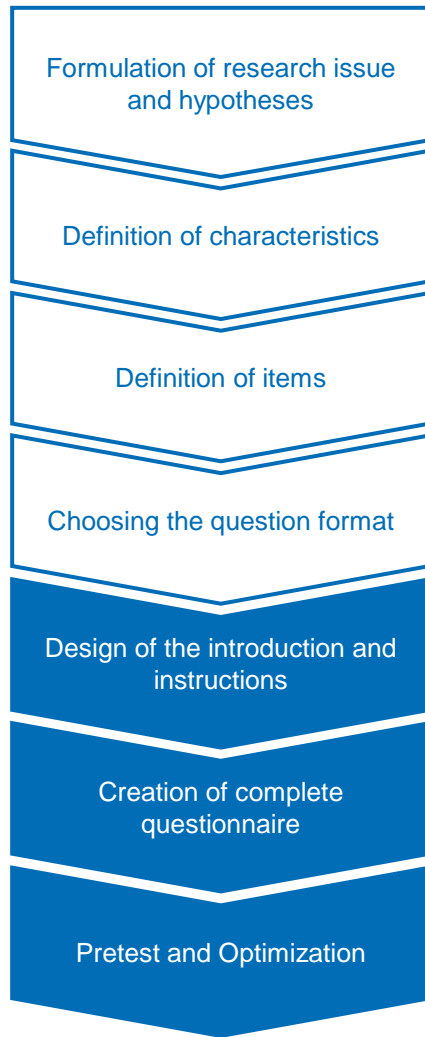 Formulation of research issue
and hypotheses
Definition of characteristics
Definition of items
Choosing the question format
Design of the introduction and
instructions
Creation of complete
questionnaire
Pretest and Optimization